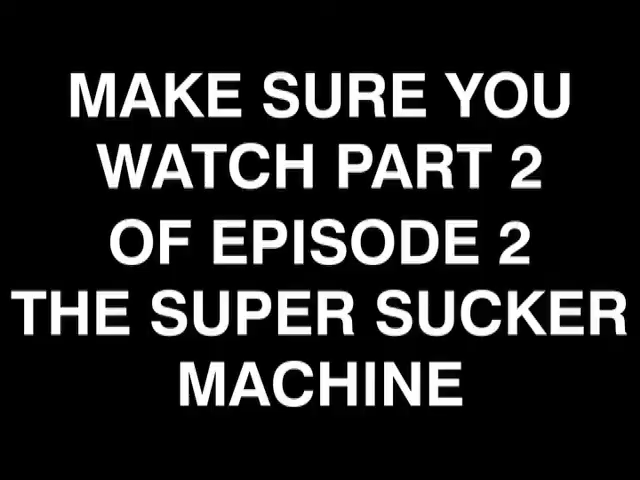 MAKE SURE YOU
WATCH PART 2
OF EPISODE 2
THE SUPER SUCKER
MACHINE